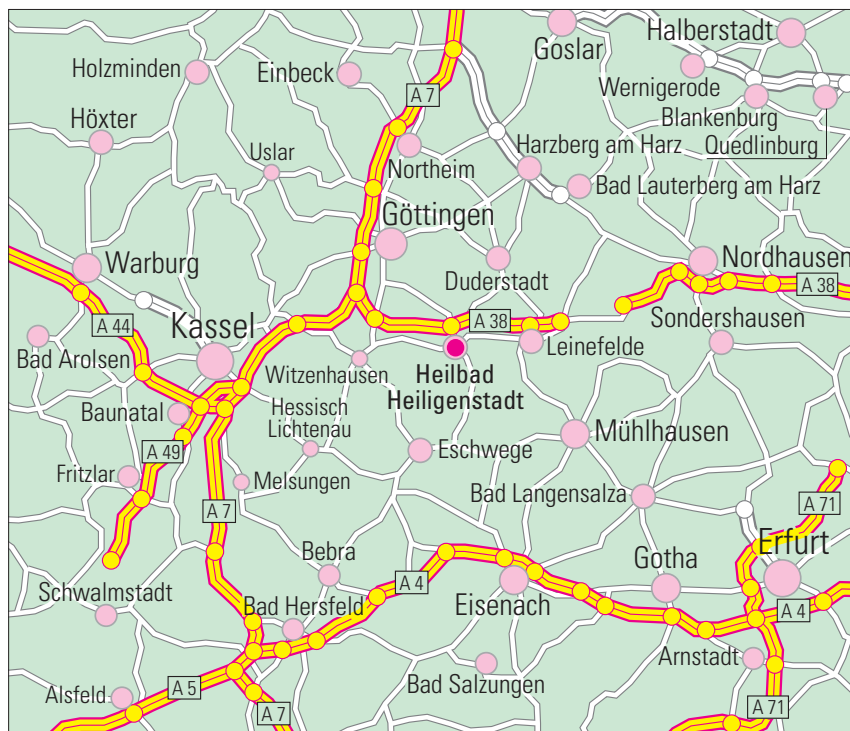 Goslar
Halberstadt
Holzminden
Einbeck
Wernigerode
A 7
Blankenburg
Höxter
Northeim
Harzberg am Harz
Quedlinburg
Uslar
Bad Lauterberg am Harz
Göttingen
Warburg
Duderstadt
Nordhausen
A 38
A 44
A 38
Sondershausen
Kassel
Bad Arolsen
Witzenhausen
Heilbad
Heiligenstadt
Leinefelde
Baunatal
Hessisch
Lichtenau
Eschwege
Mühlhausen
A 49
Fritzlar
Melsungen
Bad Langensalza
A 71
A 7
Bebra
Gotha
Erfurt
Schwalmstadt
A 4
Eisenach
Bad Hersfeld
A 4
Arnstadt
Alsfeld
A 5
Bad Salzungen
A 7
A 71